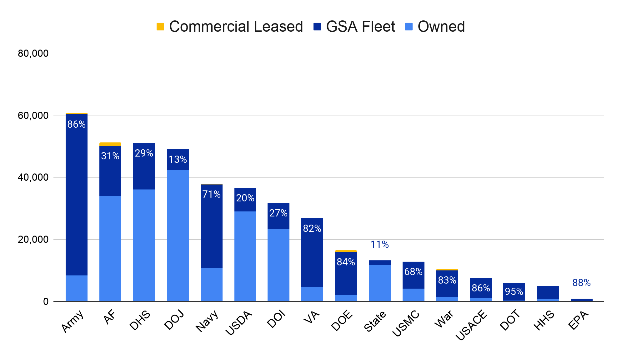 Commercial Leased GSA Fleet Owned
80,000
60,000
40,000
20,000
0
86%
31%
29%
13%
71%
20%
27%
82%
84%
11%
68%
83%
86%
95%
88%
Army
AF
DHS
DOJ
Navy
USDA
DOI
VA
DOE
State
USMC
War
USACE
DOT
HHS
EPA